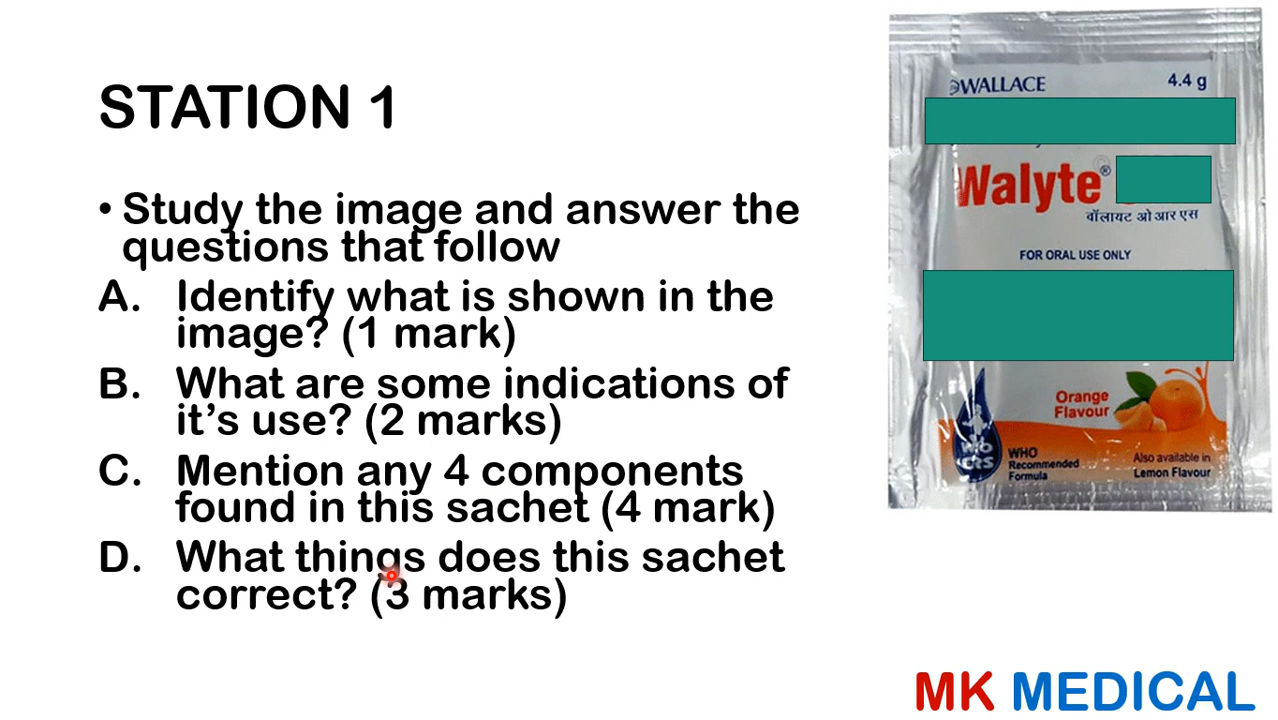 STATION 1
• Study the image and answer the
questions that follow
A. Identify what is shown in the
image? (1 mark)
B. What are some indications of
it's use? (2 marks)
C. Mention any 4 components
found in this sachet (4 mark)
D. What things does this sachet
correct? (3 marks)
WALLACE 4.4 g
Walyte®
वॉलायट ओ आर एस
FOR ORAL USE ONLY
Orange
Flavour
WHO
ORS
WHO
Recommended
Formula
Also available in
Lemon Flavour
MK MEDICAL